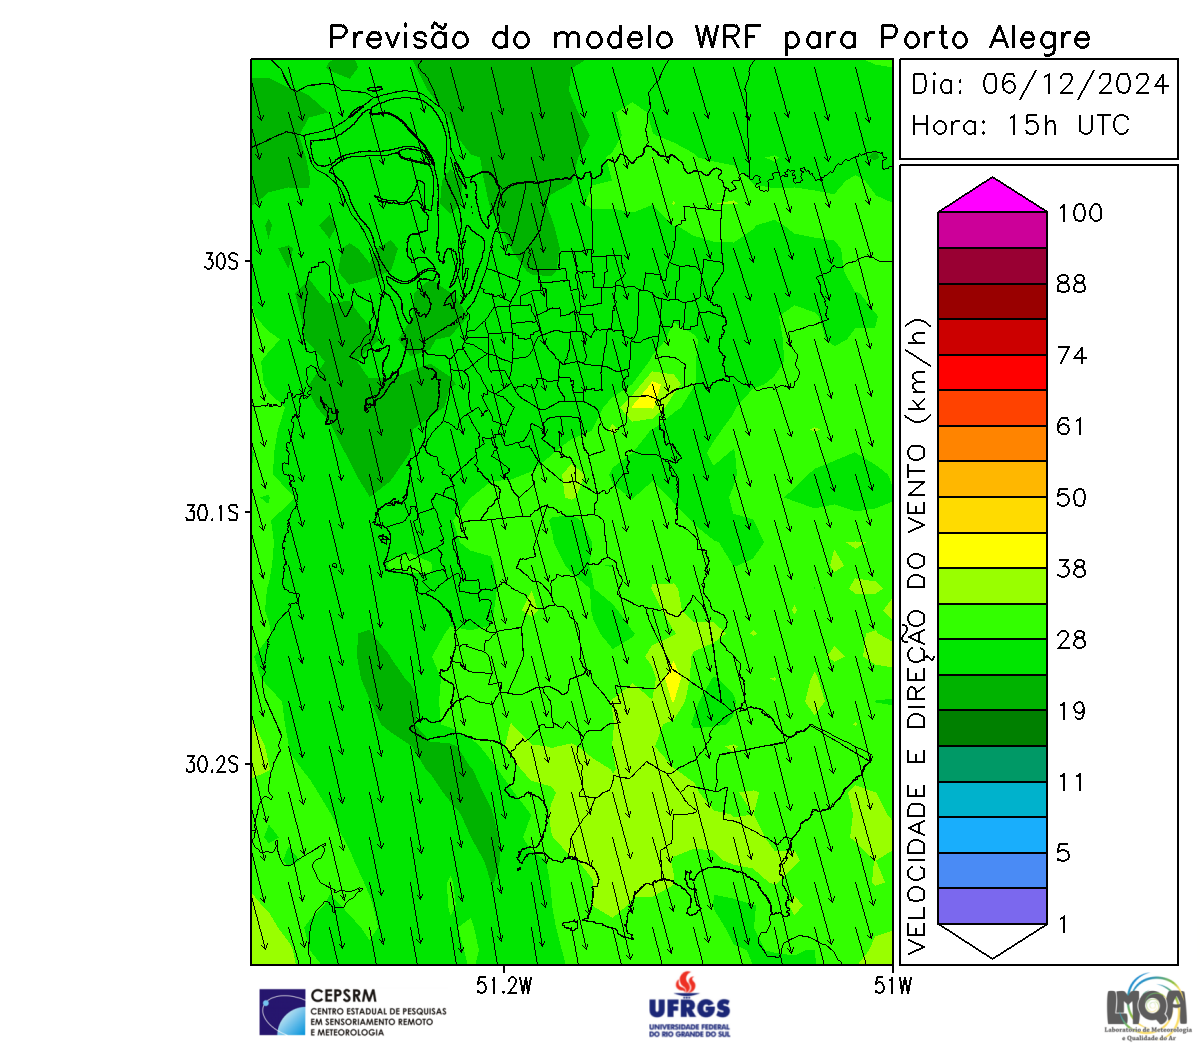 Previsão do modelo WRF para Porto Alegre
Dia: 06/12/2024
Hora: 15h UTC
VELOCIDADE E DIREÇÃO DO VENTO (km/h)
100
88
74
61
50
38
28
19
11
5
1
30S
30.1S
30.2S
51.2W
51W
CEPSRM
CENTRO ESTADUAL DE PESQUISAS
EM SENSORIAMENTO REMOTO
E METEOROLOGIA
UFRGS
UNIVERSIDADE FEDERAL
DO RIO GRANDE DO SUL
LMQA
Laboratório de Meteorologia
e Qualidade do Ar